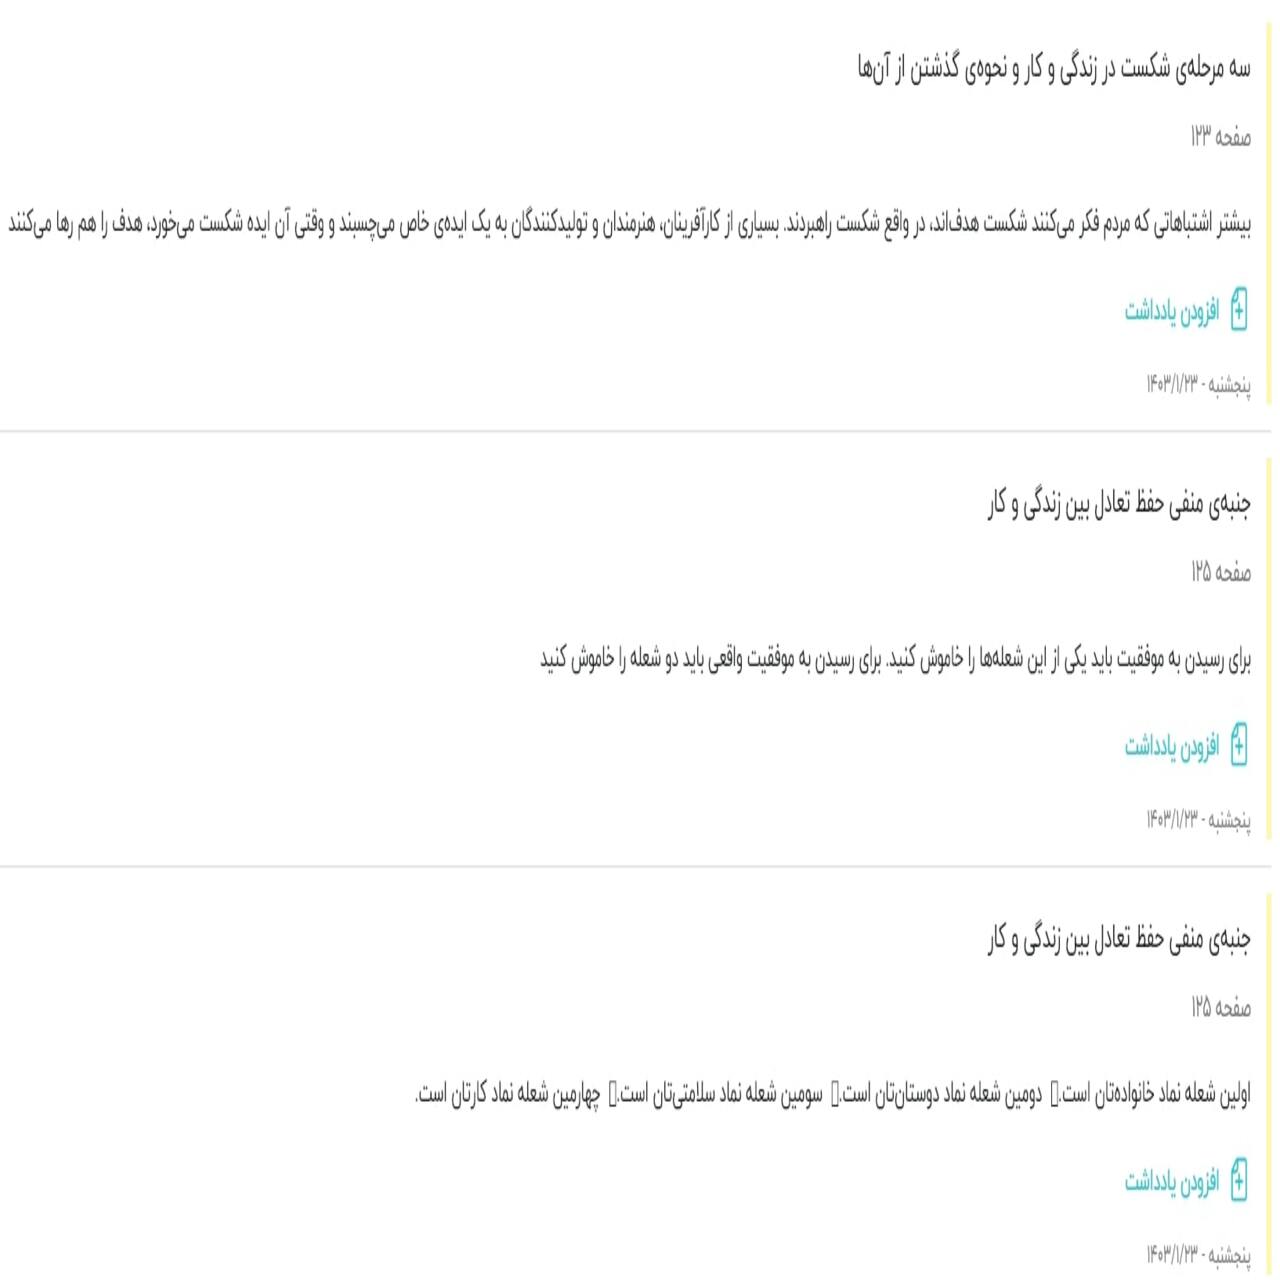 سه مرحله‌ی شکست در زندگی و کار و نحوه‌ی گذشتن از آن‌ها
صفحه ۱۲۳
بیشتر اشتباهاتی که مردم فکر می‌کنند شکست هدف‌اند، در واقع شکست راهبردند. بسیاری از کارآفرینان، هنرمندان و تولیدکنندگان به یک ایده‌ی خاص می‌چسبند و وقتی آن ایده شکست می‌خورد، هدف را هم رها می‌کنند
افزودن یادداشت
پنجشنبه - ۱۴۰۳/۱/۲۳
جنبه‌ی منفی حفظ تعادل بین زندگی و کار
صفحه ۱۲۵
برای رسیدن به موفقیت باید یکی از این شعله‌ها را خاموش کنید. برای رسیدن به موفقیت واقعی باید دو شعله را خاموش کنید
افزودن یادداشت
پنجشنبه - ۱۴۰۳/۱/۲۳
جنبه‌ی منفی حفظ تعادل بین زندگی و کار
صفحه ۱۲۵
اولین شعله نماد خانواده‌تان است. دومین شعله نماد دوستان‌تان است. سومین شعله نماد سلامتی‌تان است. چهارمین شعله نماد کارتان است.
افزودن یادداشت
پنجشنبه - ۱۴۰۳/۱/۲۳